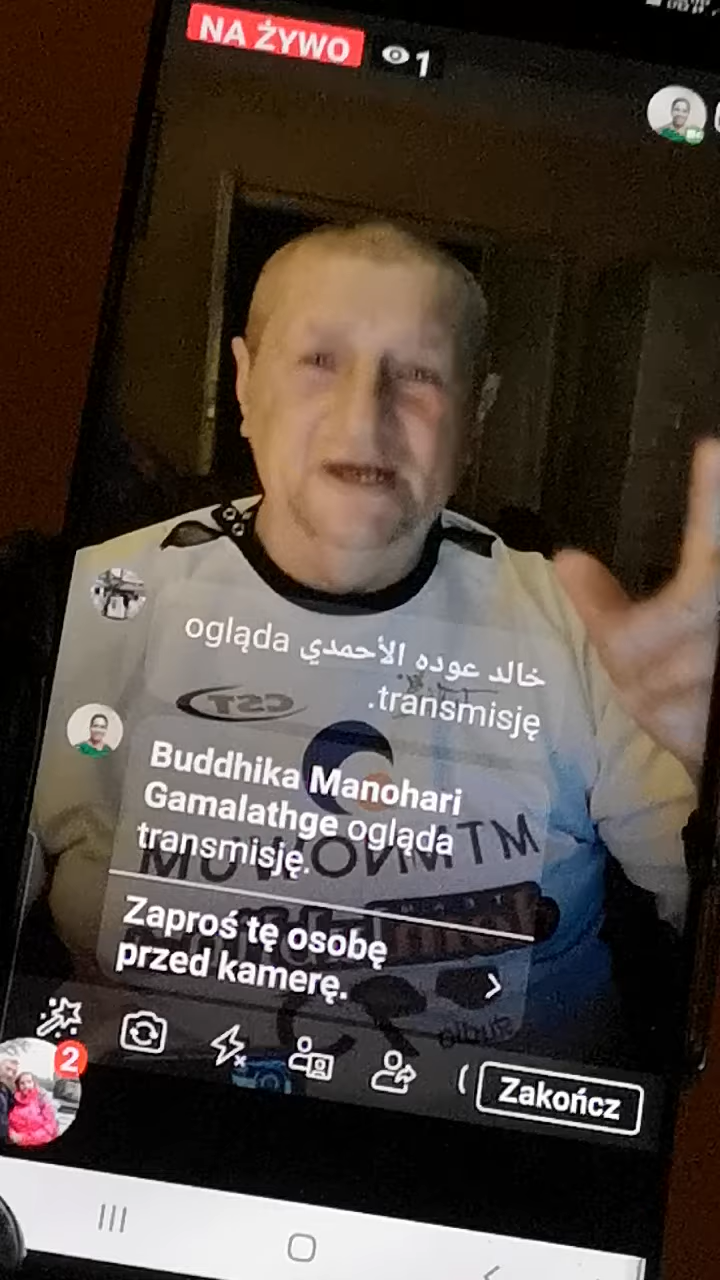 NA ŻYWO
1
خالد عوده الأحمدي ogląda
transmisję.
CST
Buddhika Manohari
Gamalathge ogląda
transmisję.
Zaproś tę osobę
przed kamerę.
2
Zakończ